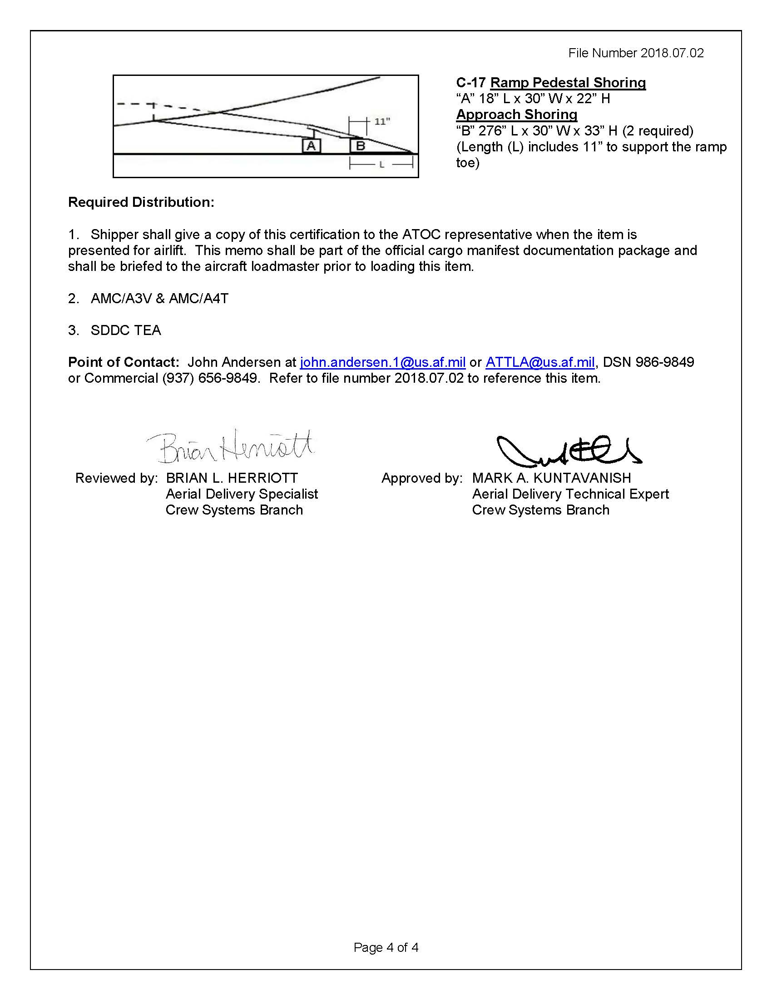 File Number 2018.07.02
11"
A
B
L
C-17 Ramp Pedestal Shoring
“A” 18” L x 30” W x 22” H
Approach Shoring
“B” 276” L x 30” W x 33” H (2 required)
(Length (L) includes 11” to support the ramp
toe)
Required Distribution:
1. Shipper shall give a copy of this certification to the ATOC representative when the item is
presented for airlift. This memo shall be part of the official cargo manifest documentation package and
shall be briefed to the aircraft loadmaster prior to loading this item.
2. AMC/A3V & AMC/A4T
3. SDDC TEA
Point of Contact: John Andersen at john.andersen.1@us.af.mil or ATTLA@us.af.mil, DSN 986-9849
or Commercial (937) 656-9849. Refer to file number 2018.07.02 to reference this item.
Brian Herriott
Reviewed by: BRIAN L. HERRIOTT
Aerial Delivery Specialist
Crew Systems Branch
Approved by: MARK A. KUNTAVANISH
Aerial Delivery Technical Expert
Crew Systems Branch
Page 4 of 4